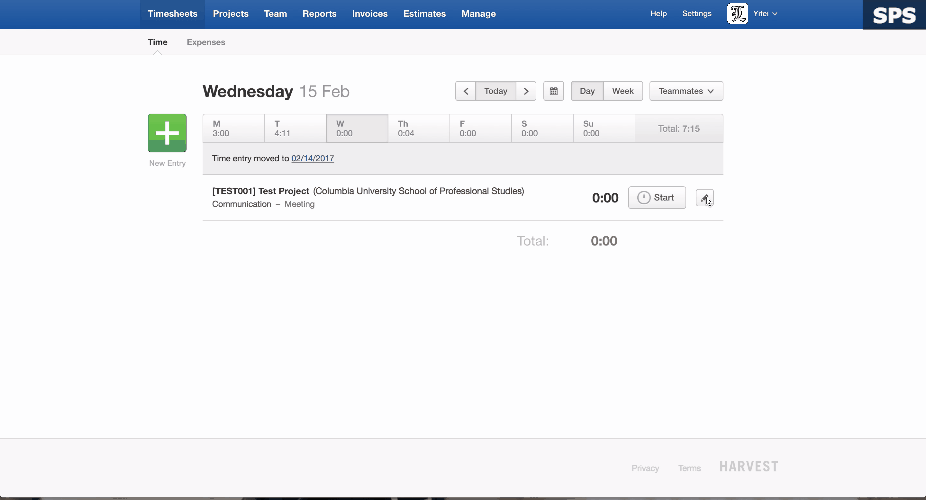 Timesheets Projects Team Reports Invoices Estimates Manage Help Settings Yifei SPS
Time Expenses
Wednesday 15 Feb Today Day Week Teammates
M T W Th F S Su
3:00 4:11 0:00 0:04 0:00 0:00 0:00 Total: 7:15
New Entry
Time entry moved to 02/14/2017
[TEST001] Test Project (Columbia University School of Professional Studies)
Communication – Meeting
0:00 Start
Total: 0:00
Privacy Terms HARVEST